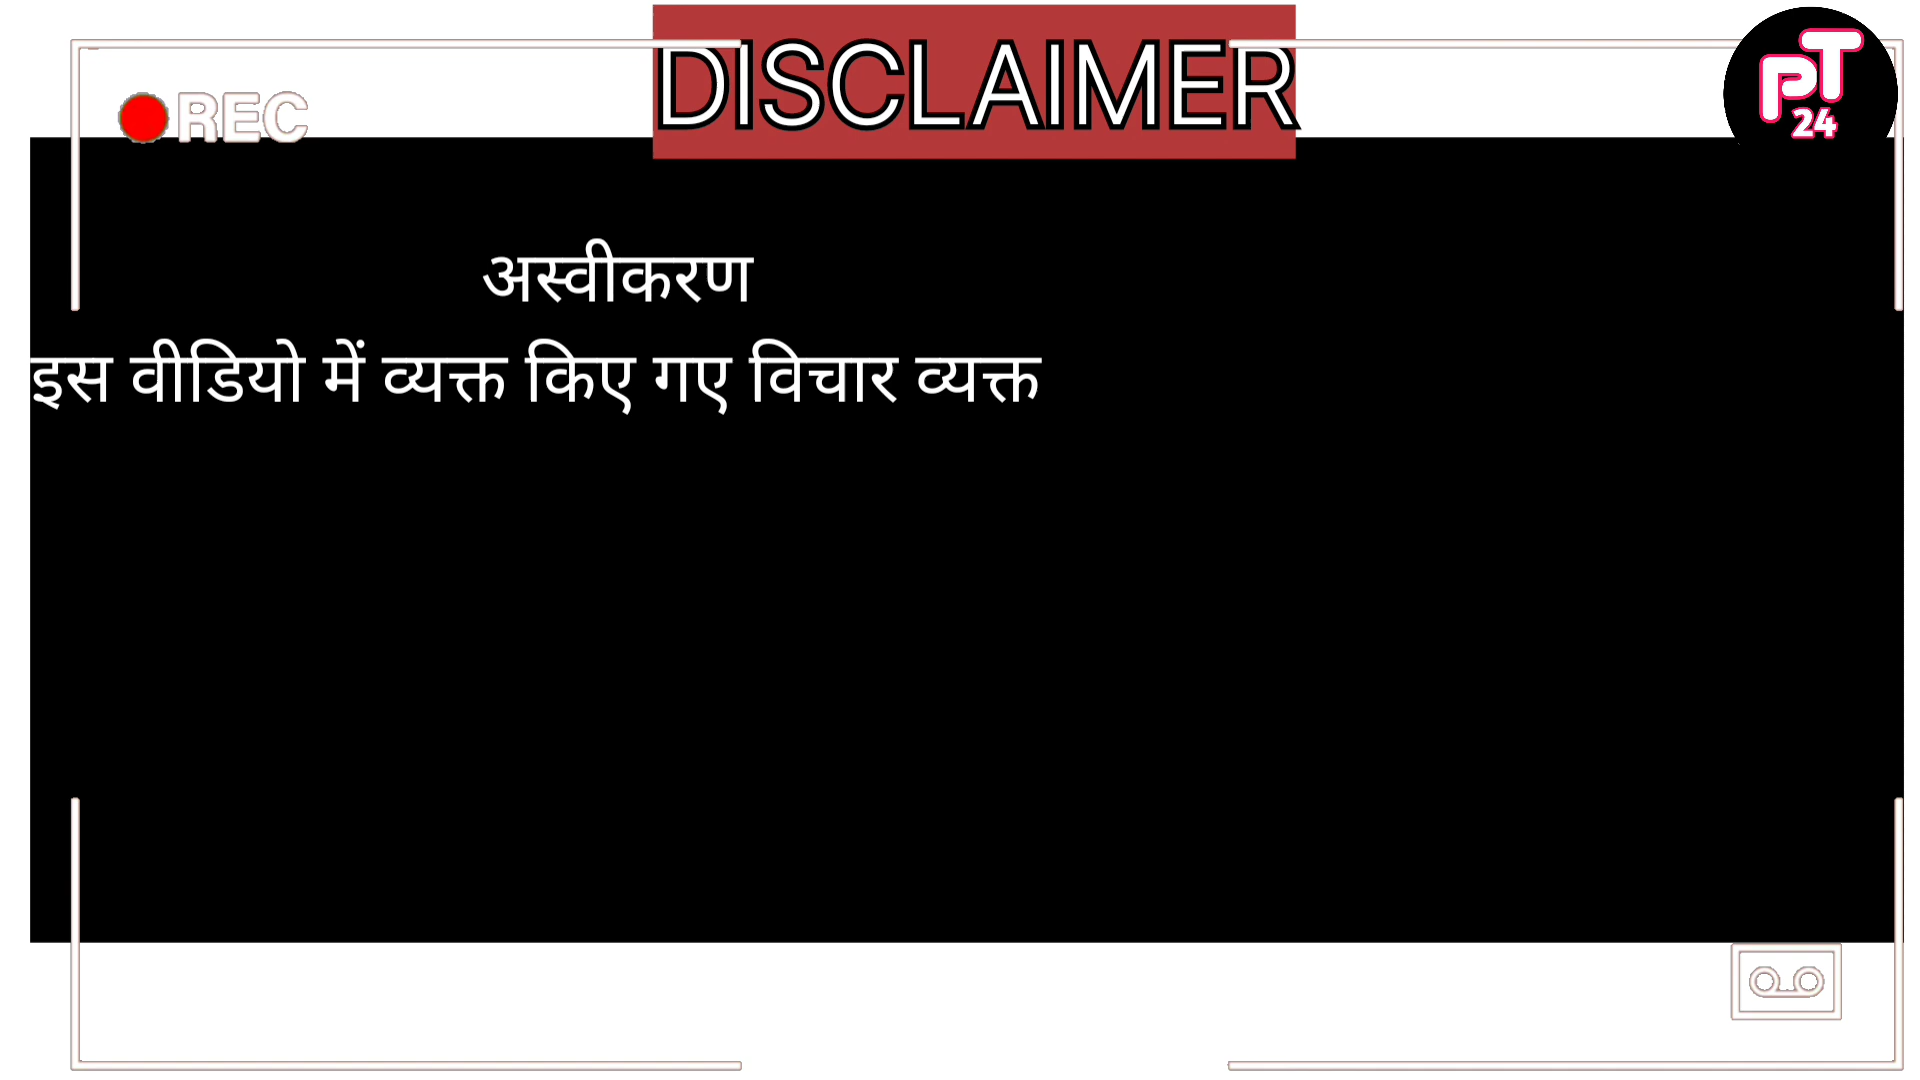 DISCLAIMER
REC
PT
24
अस्वीकरण
इस वीडियो में व्यक्त किए गए विचार व्यक्त